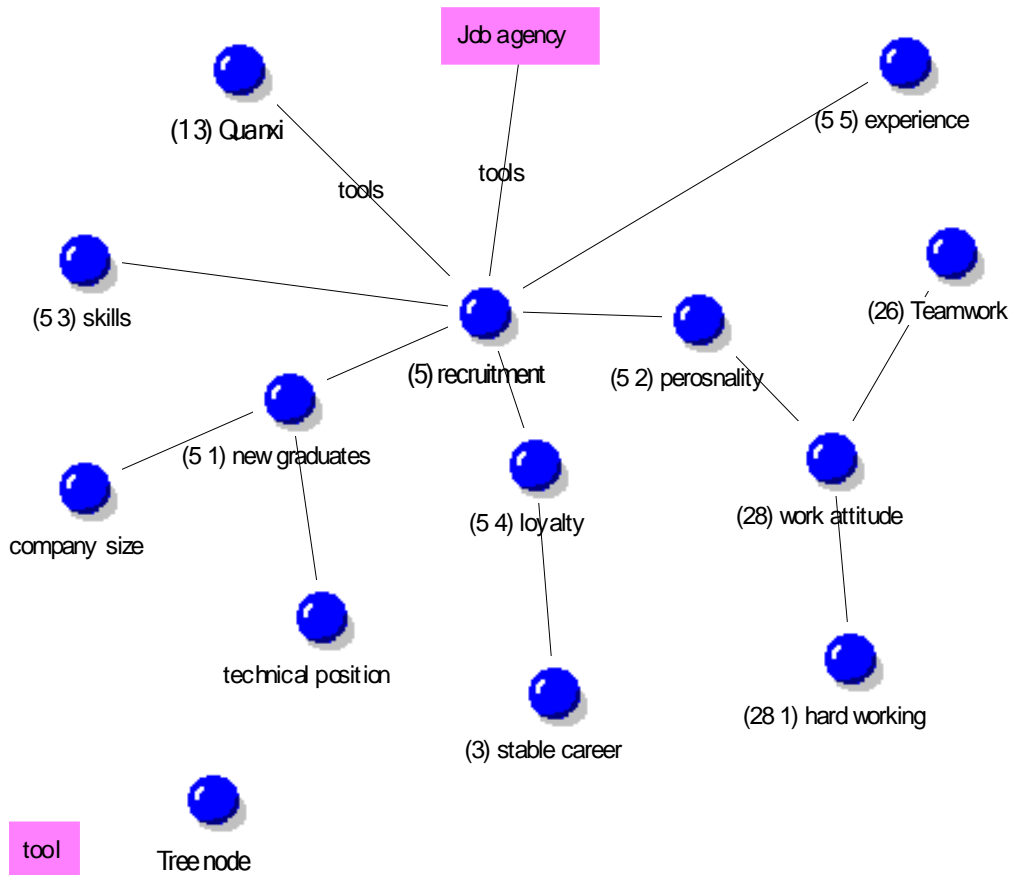 Job agency
(1 3) Quanxi
(5 5) experience
tools
tools
(5 3) skills
(26) Teamwork
(5) recruitment
(5 2) perosnality
(5 1) new graduates
(5 4) loyalty
(28) work attitude
company size
technical position
(3) stable career
(28 1) hard working
tool
Tree node